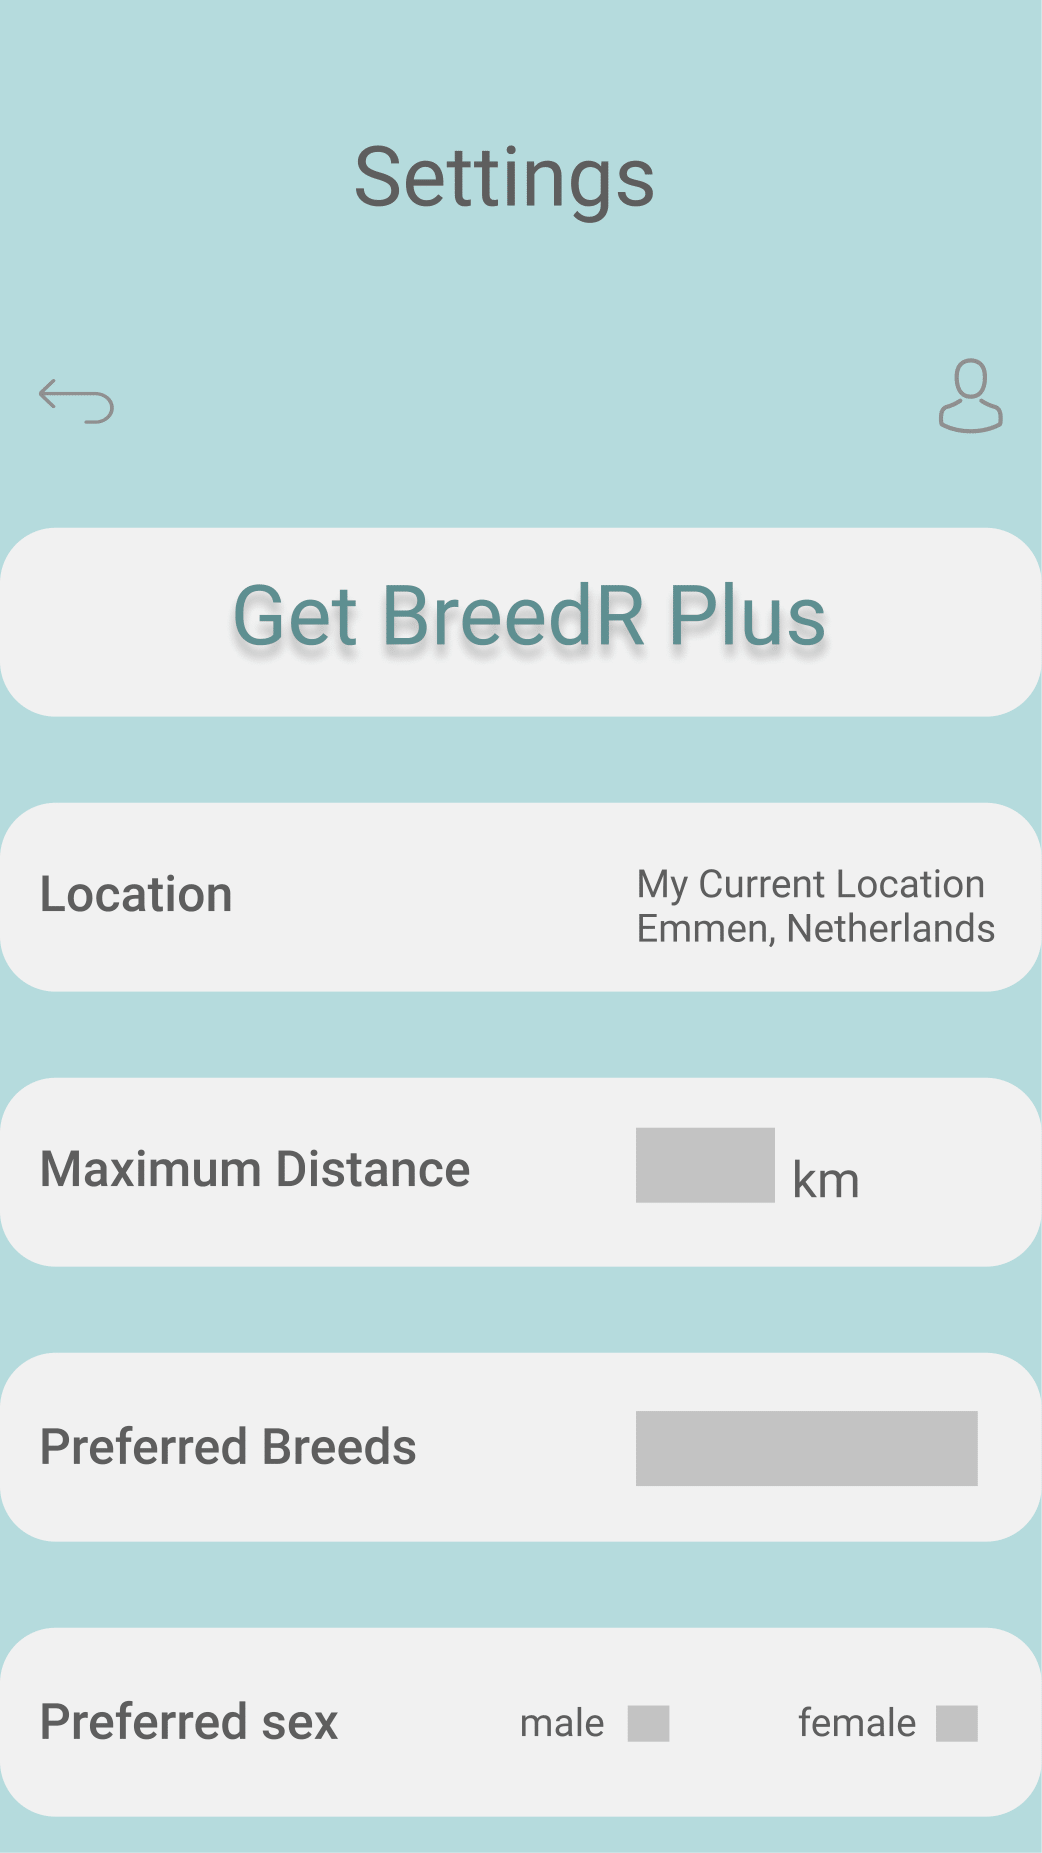 Settings
Get BreedR Plus
Location
My Current Location
Emmen, Netherlands
Maximum Distance
km
Preferred Breeds
Preferred sex
male
female